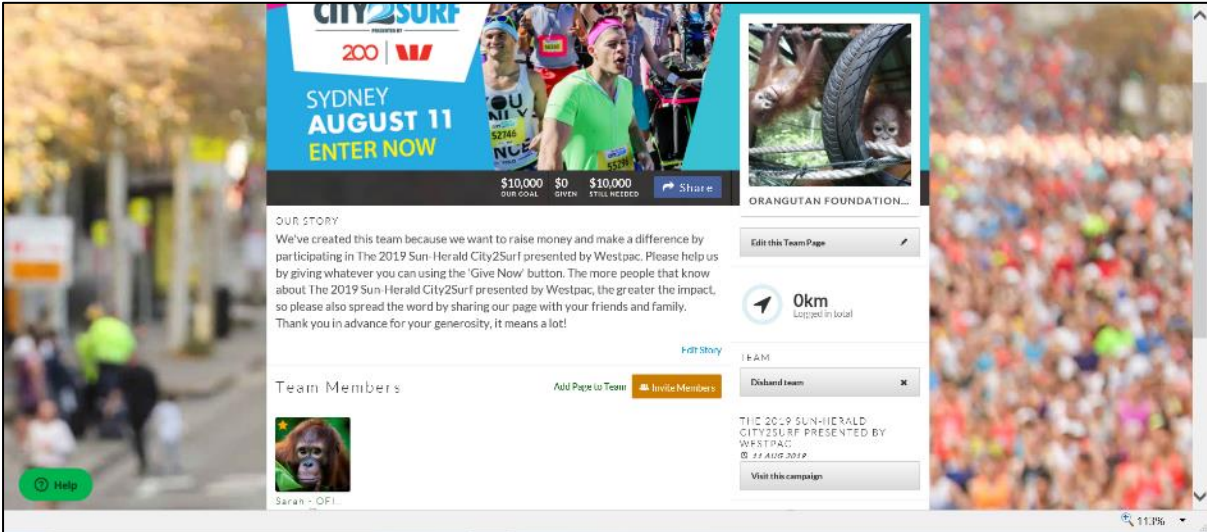 CITY2SURF
PRESENTED BY
200
SYDNEY
AUGUST 11
ENTER NOW
52746
55296
$10,000
OUR GOAL
$0
GIVEN
$10,000
STILL NEEDED
Share
OUR STORY
We've created this team because we want to raise money and make a difference by
participating in The 2019 Sun-Herald City2Surf presented by Westpac. Please help us
by giving whatever you can using the 'Give Now' button. The more people that know
about The 2019 Sun-Herald City2Surf presented by Westpac, the greater the impact,
so please also spread the word by sharing our page with your friends and family.
Thank you in advance for your generosity, it means a lot!
Edit Story
Team Members
Add Page to Team
Invite Members
Sarah - OFI...
ORANGUTAN FOUNDATION...
Edit this Team Page
0km
Logged in total
TEAM
Disband team
THE 2019 SUN-HERALD
CITY2SURF PRESENTED BY
WESTPAC
11 AUG 2019
Visit this campaign
Help
113%